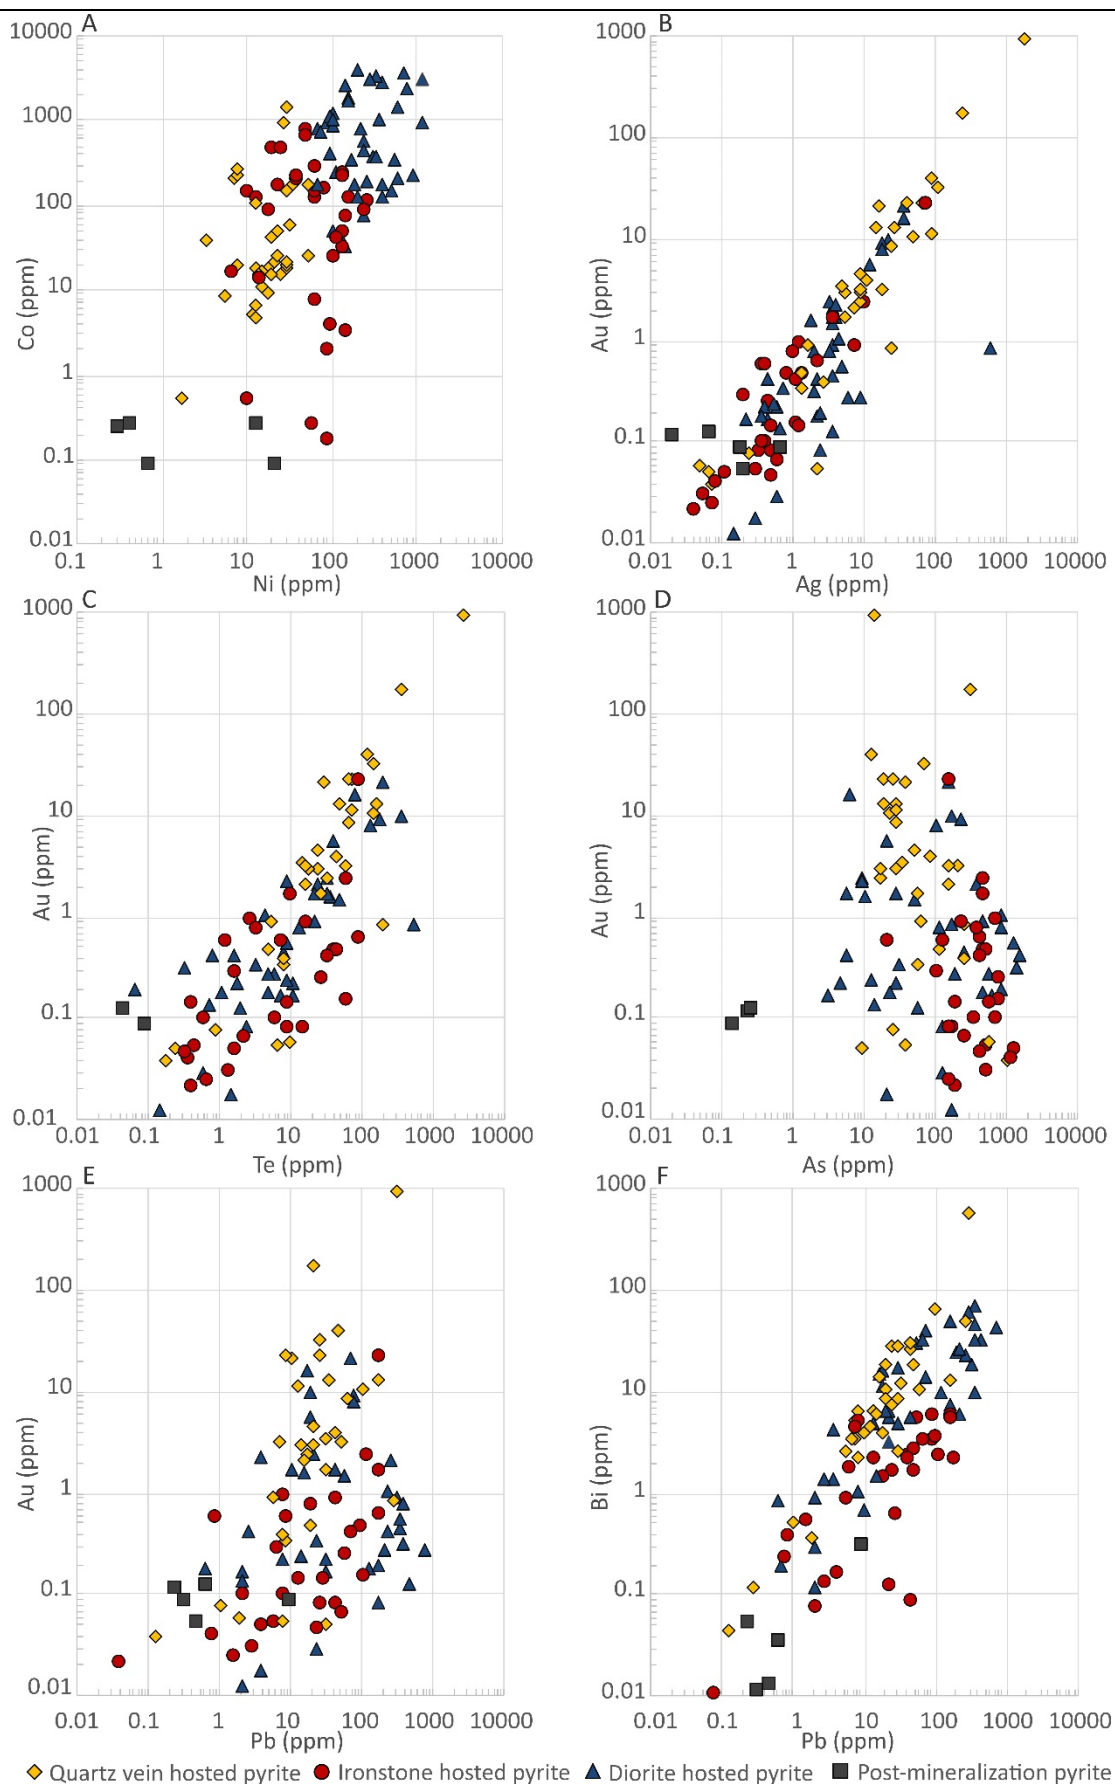 A
10000
1000
100
10
1
0.1
0.01
Co (ppm)
0.1 1 10 100 1000 10000
Ni (ppm)
B
1000
100
10
1
0.1
0.01
Au (ppm)
0.01 0.1 1 10 100 1000 10000
Ag (ppm)
C
1000
100
10
1
0.1
0.01
Au (ppm)
0.01 0.1 1 10 100 1000 10000
Te (ppm)
D
1000
100
10
1
0.1
0.01
Au (ppm)
0.01 0.1 1 10 100 1000 10000
As (ppm)
E
1000
100
10
1
0.1
0.01
Au (ppm)
0.01 0.1 1 10 100 1000 10000
Pb (ppm)
F
1000
100
10
1
0.1
0.01
Bi (ppm)
0.01 0.1 1 10 100 1000 10000
Pb (ppm)
Quartz vein hosted pyrite Ironstone hosted pyrite Diorite hosted pyrite Post-mineralization pyrite